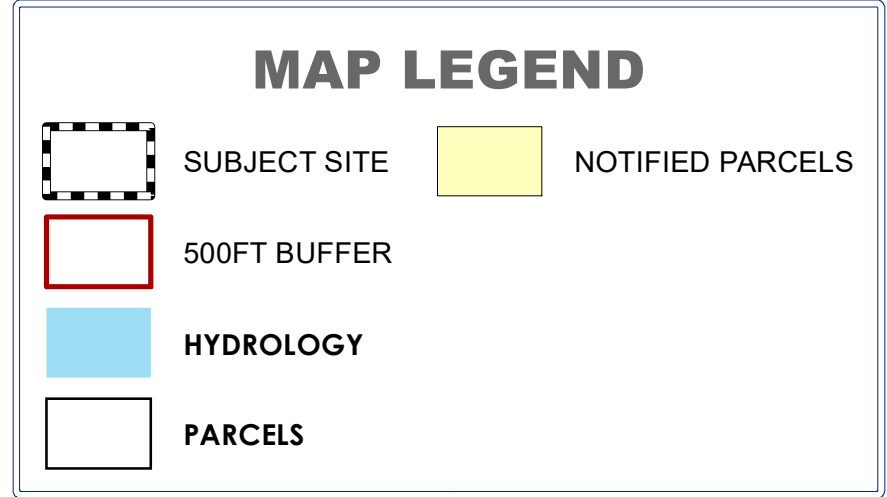 MAP LEGEND
SUBJECT SITE
NOTIFIED PARCELS
500FT BUFFER
HYDROLOGY
PARCELS